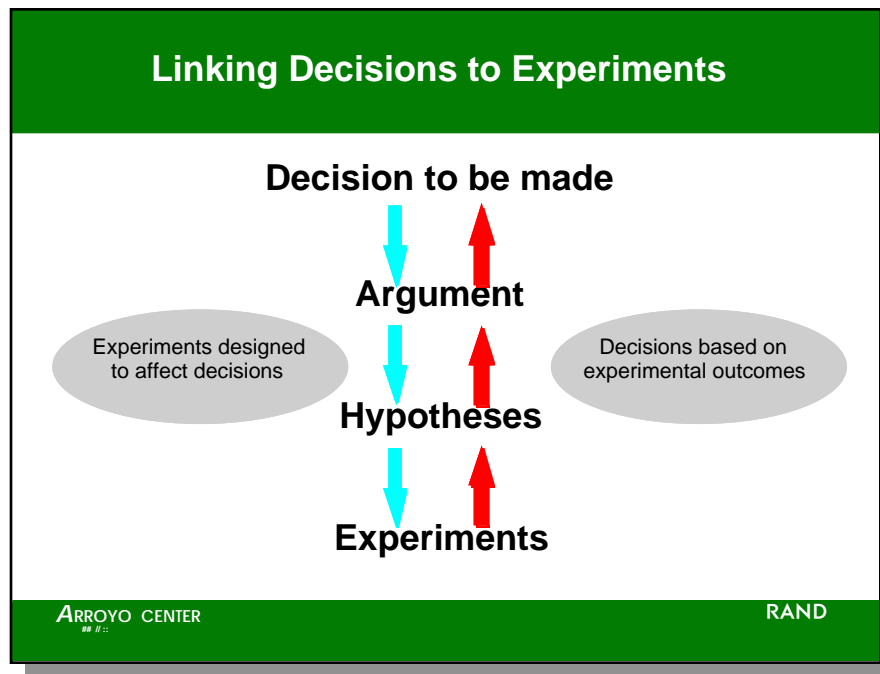 Linking Decisions to Experiments
Decision to be made
Argument
Experiments designed
to affect decisions
Decisions based on
experimental outcomes
Hypotheses
Experiments
ARROYO CENTER
## // ::
RAND